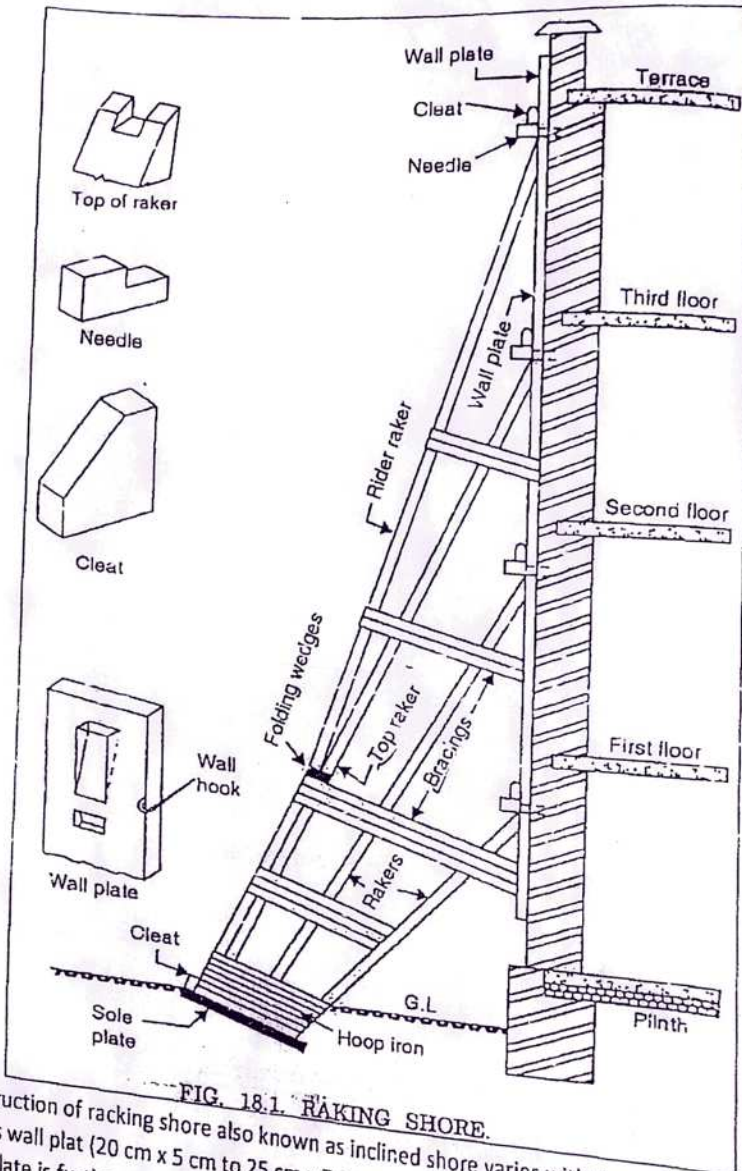 Wall plate
Terrace
Cleat
Needle
Top of raker
Needle
Third floor
Wall plate
Rider raker
Cleat
Second floor
Folding wedges
Top raker
Bracings
First floor
Wall
hook
Wall plate
Rakers
Cleat
G.L
Sole
plate
Hoop iron
Plinth
FIG. 18.1. RAKING SHORE.
ruction of racking shore also known as inclined shore varies
s wall plat (20 cm x 5 cm to 25 cm